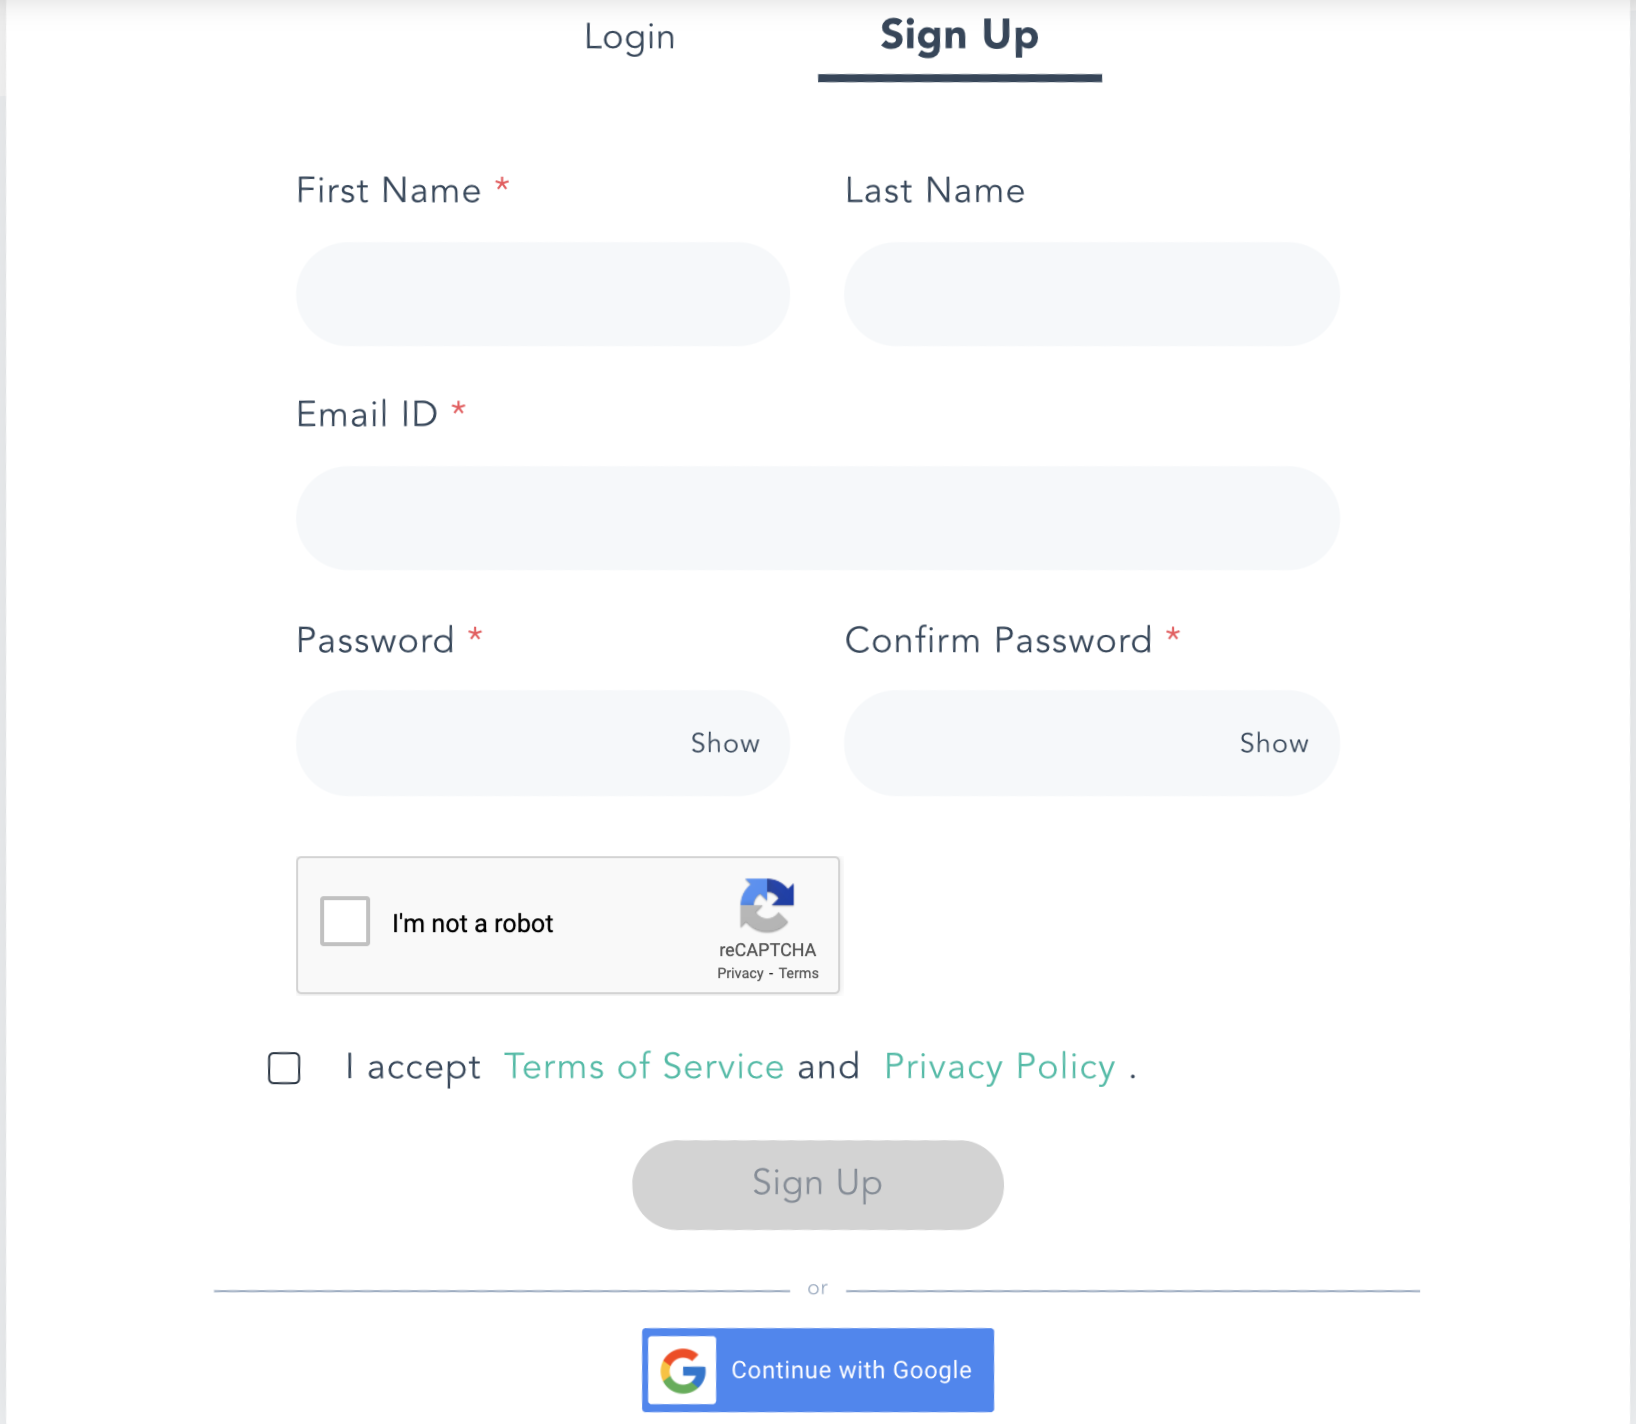 Login Sign Up
First Name * Last Name
Email ID *
Password * Confirm Password *
Show Show
I'm not a robot
reCAPTCHA
Privacy - Terms
I accept Terms of Service and Privacy Policy .
Sign Up
or
Continue with Google